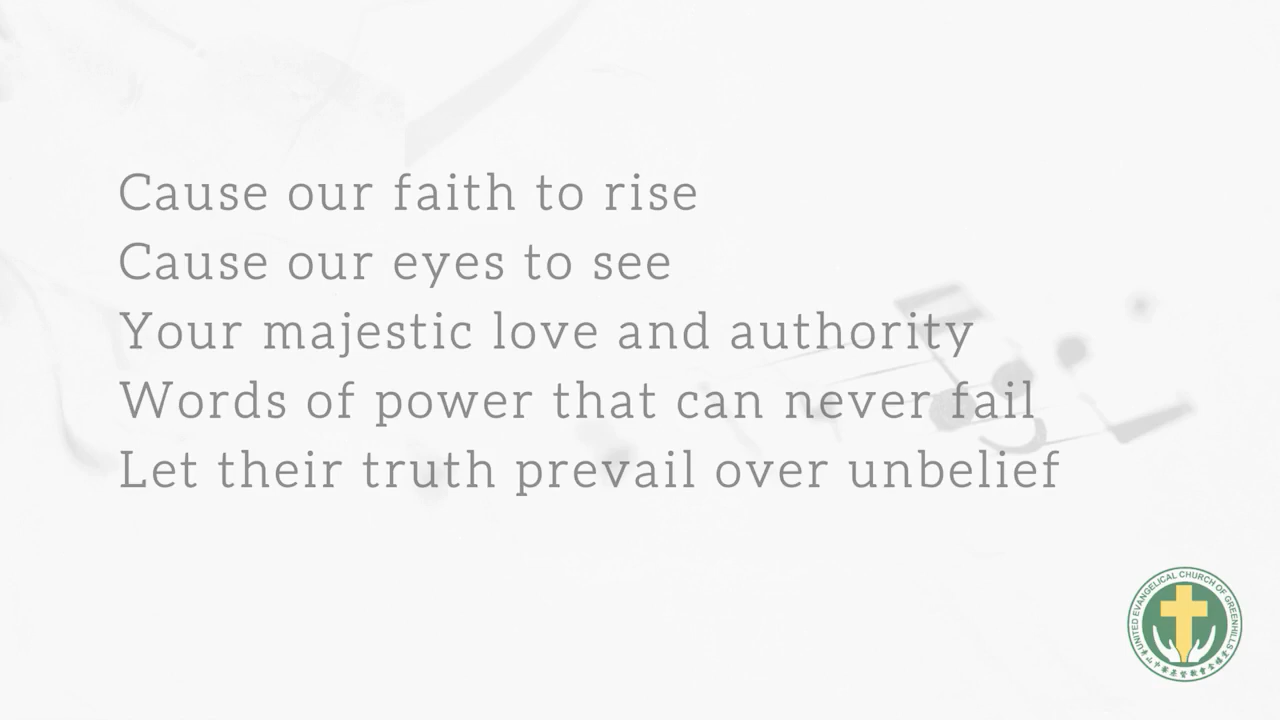 Cause our faith to rise
Cause our eyes to see
Your majestic love and authority
Words of power that can never fail
Let their truth prevail over unbelief
UNITED EVANGELICAL CHURCH OF GREENHILLS